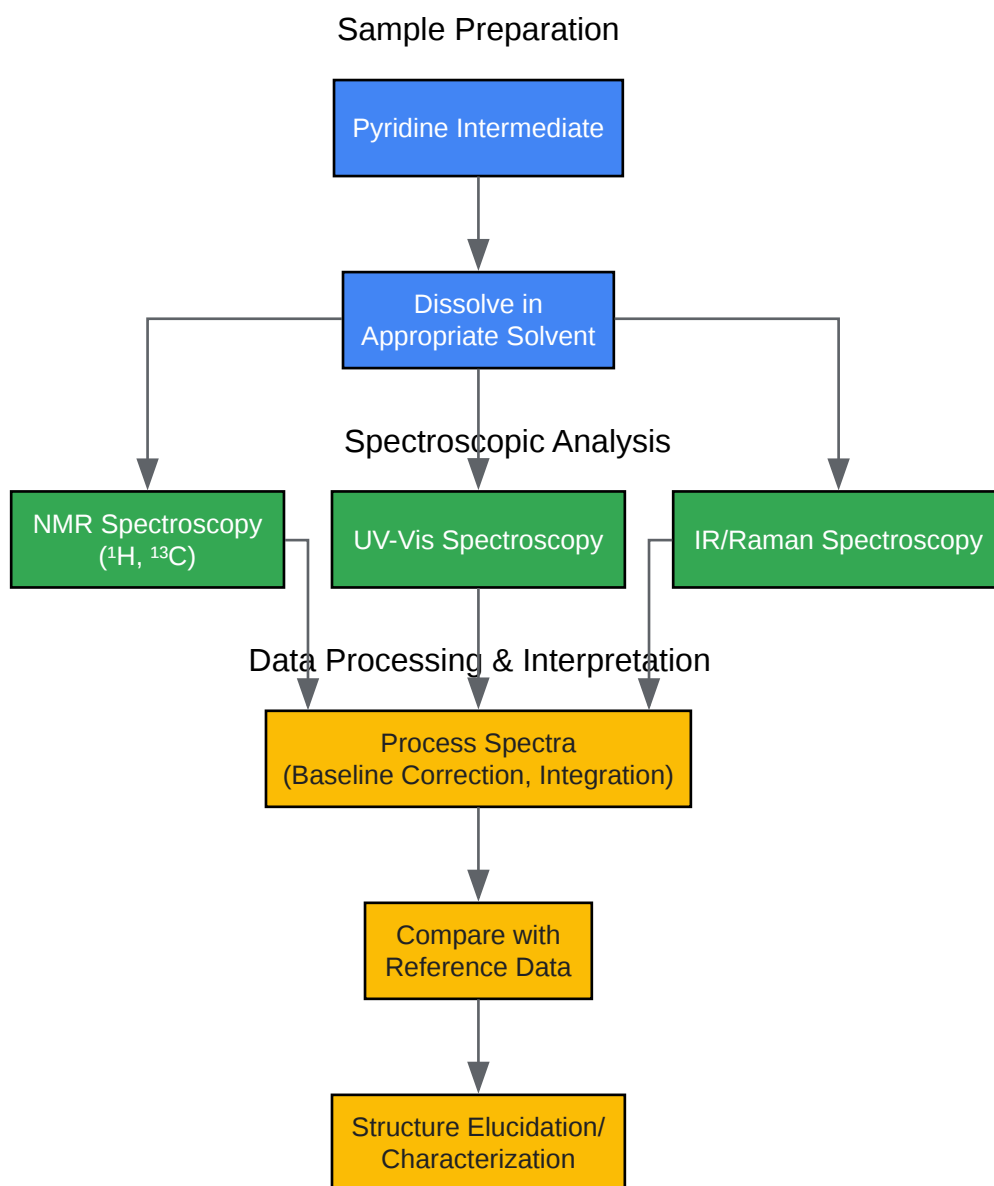 Sample Preparation
Pyridine Intermediate
Dissolve in
Appropriate Solvent
Spectroscopic Analysis
NMR Spectroscopy
(¹H, ¹³C)
UV-Vis Spectroscopy
IR/Raman Spectroscopy
Data Processing & Interpretation
Process Spectra
(Baseline Correction, Integration)
Compare with
Reference Data
Structure Elucidation/
Characterization